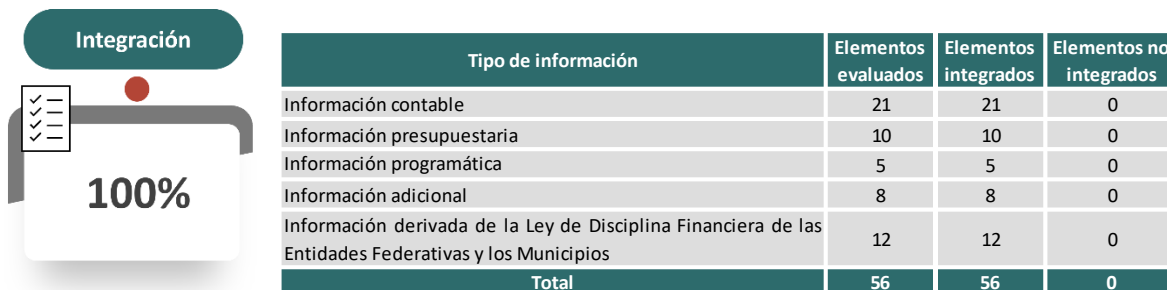 Integración
100%
Tipo de información Elementos evaluados Elementos integrados Elementos no integrados
Información contable 21 21 0
Información presupuestaria 10 10 0
Información programática 5 5 0
Información adicional 8 8 0
Información derivada de la Ley de Disciplina Financiera de las
Entidades Federativas y los Municipios 12 12 0
Total 56 56 0